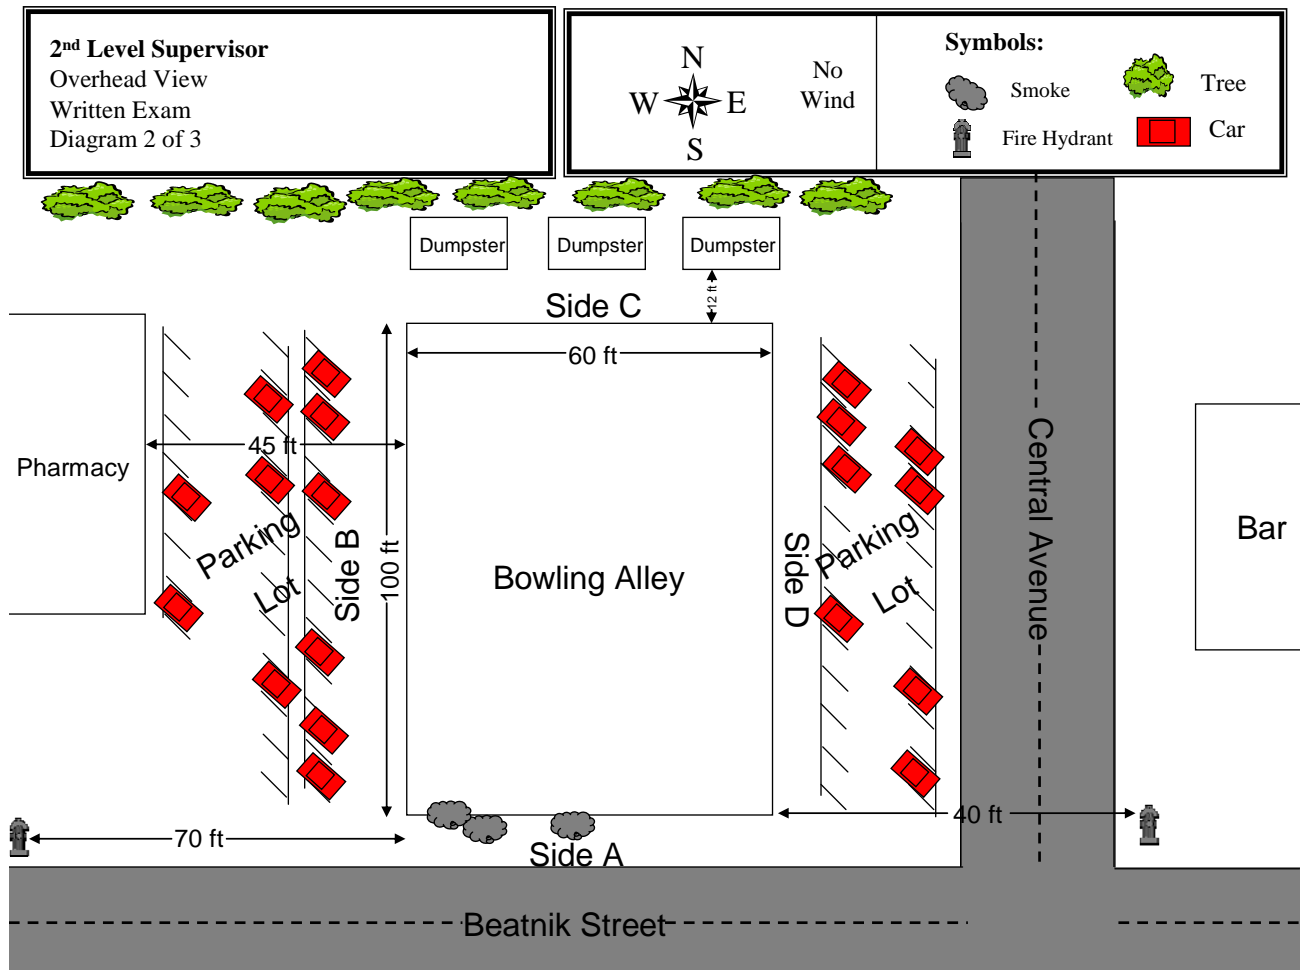 2nd Level Supervisor
Overhead View
Written Exam
Diagram 2 of 3
N
W E
S
No
Wind
Symbols:
Smoke
Tree
Fire Hydrant
Car
Dumpster
Dumpster
Dumpster
12 ft
Side C
60 ft
45 ft
Pharmacy
Parking
Lot
Side B
100 ft
Bowling Alley
Side D
Parking
Lot
Central Avenue
Bar
70 ft
40 ft
Side A
Beatnik Street